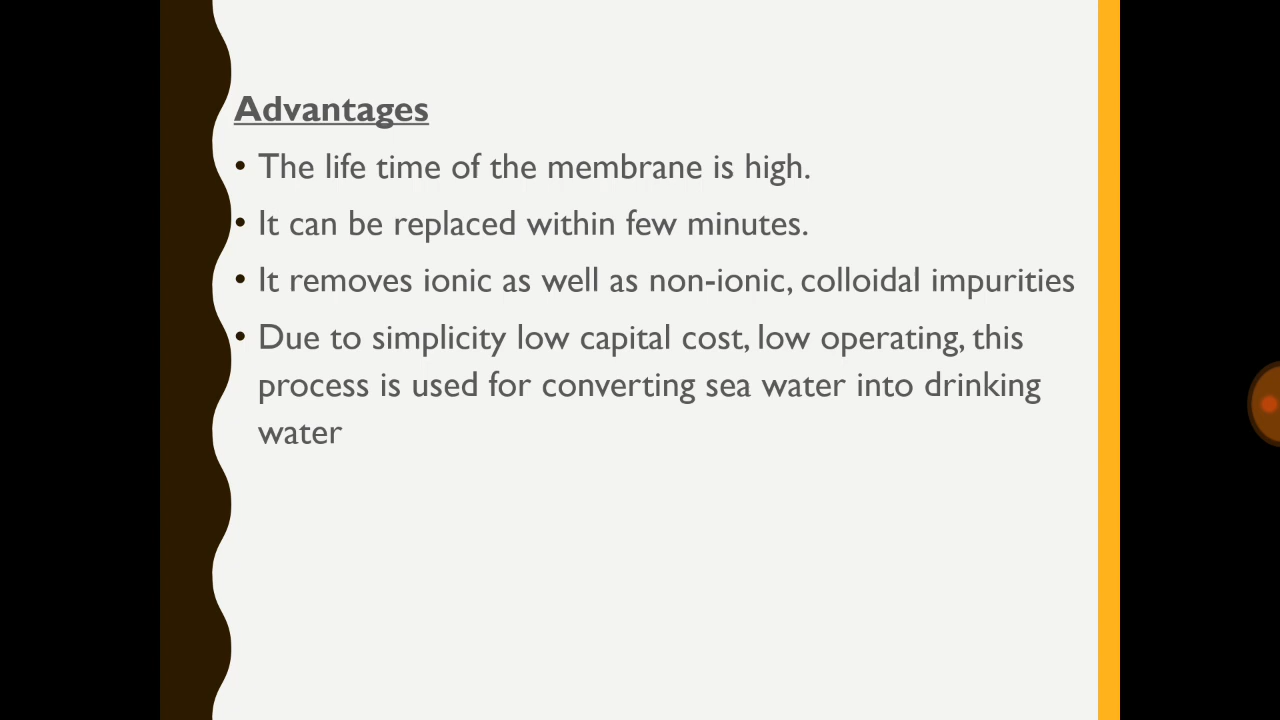 Advantages
• The life time of the membrane is high.
• It can be replaced within few minutes.
• It removes ionic as well as non-ionic, colloidal impurities
• Due to simplicity low capital cost, low operating, this
process is used for converting sea water into drinking
water